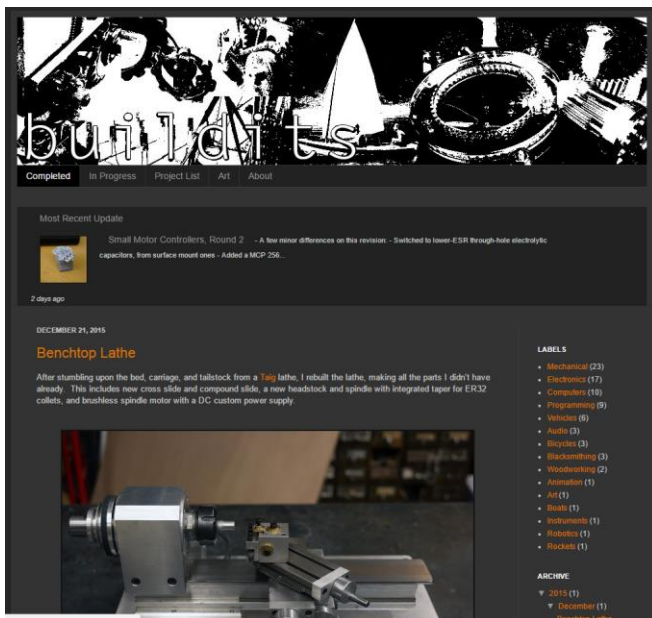 buildits
Completed In Progress Project List Art About
Most Recent Update
Small Motor Controllers, Round 2 - A few minor differences on this revision: - Switched to lower-ESR through-hole electrolytic
capacitors, from surface mount ones - Added a MCP 256...
2 days ago
DECEMBER 21, 2015
Benchtop Lathe
After stumbling upon the bed, carriage, and tailstock from a Taig lathe, I rebuilt the lathe, making all the parts I didn't have
already. This includes new cross slide and compound slide, a new headstock and spindle with integrated taper for ER32
collets, and brushless spindle motor with a DC custom power supply.
LABELS
Mechanical (23)
Electronics (17)
Computers (10)
Programming (9)
Vehicles (6)
Audio (3)
Bicycles (3)
Blacksmithing (3)
Woodworking (2)
Animation (1)
Art (1)
Boats (1)
Instruments (1)
Robotics (1)
Rockets (1)
ARCHIVE
▼ 2015 (1)
▼ December (1)
Benchtop Lathe